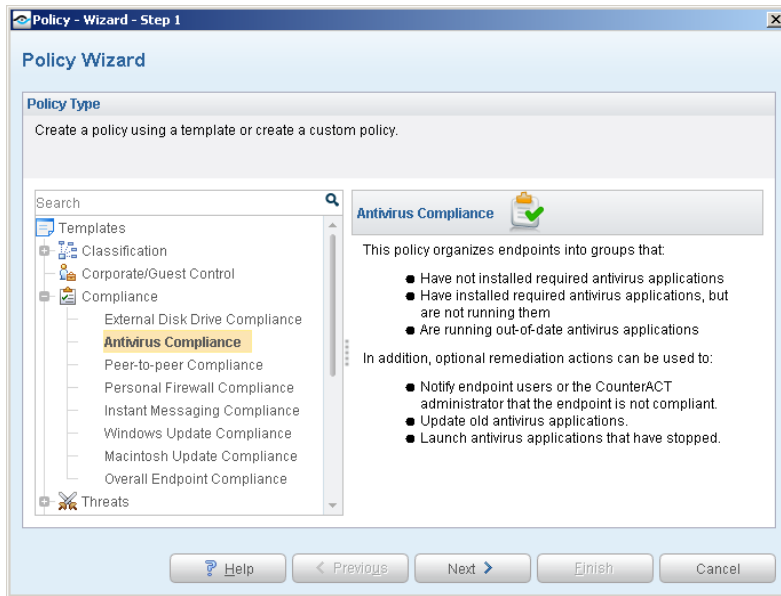 Policy - Wizard - Step 1
Policy Wizard
Policy Type
Create a policy using a template or create a custom policy.
Search
Templates
Classification
Corporate/Guest Control
Compliance
External Disk Drive Compliance
Antivirus Compliance
Peer-to-peer Compliance
Personal Firewall Compliance
Instant Messaging Compliance
Windows Update Compliance
Macintosh Update Compliance
Overall Endpoint Compliance
Threats
Antivirus Compliance
This policy organizes endpoints into groups that:
● Have not installed required antivirus applications
● Have installed required antivirus applications, but
are not running them
● Are running out-of-date antivirus applications
In addition, optional remediation actions can be used to:
● Notify endpoint users or the CounterACT
administrator that the endpoint is not compliant.
● Update old antivirus applications.
● Launch antivirus applications that have stopped.
? Help
< Previous
Next >
Finish
Cancel